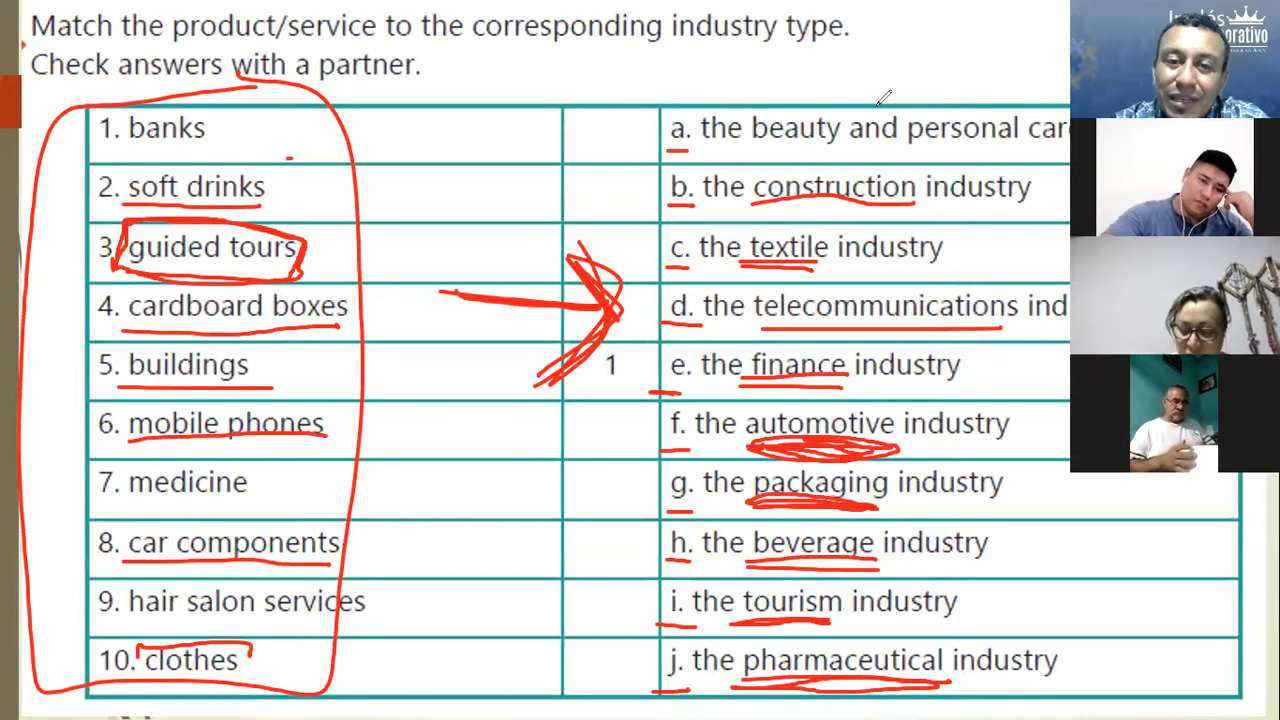 Match the product/service to the corresponding industry type.
Check answers with a partner.
1. banks a. the beauty and personal
2. soft drinks b. the construction industry
3. guided tours c. the textile industry
4. cardboard boxes d. the telecommunications ind
5. buildings 1 e. the finance industry
6. mobile phones f. the automotive industry
7. medicine g. the packaging industry
8. car components h. the beverage industry
9. hair salon services i. the tourism industry
10. clothes j. the pharmaceutical industry